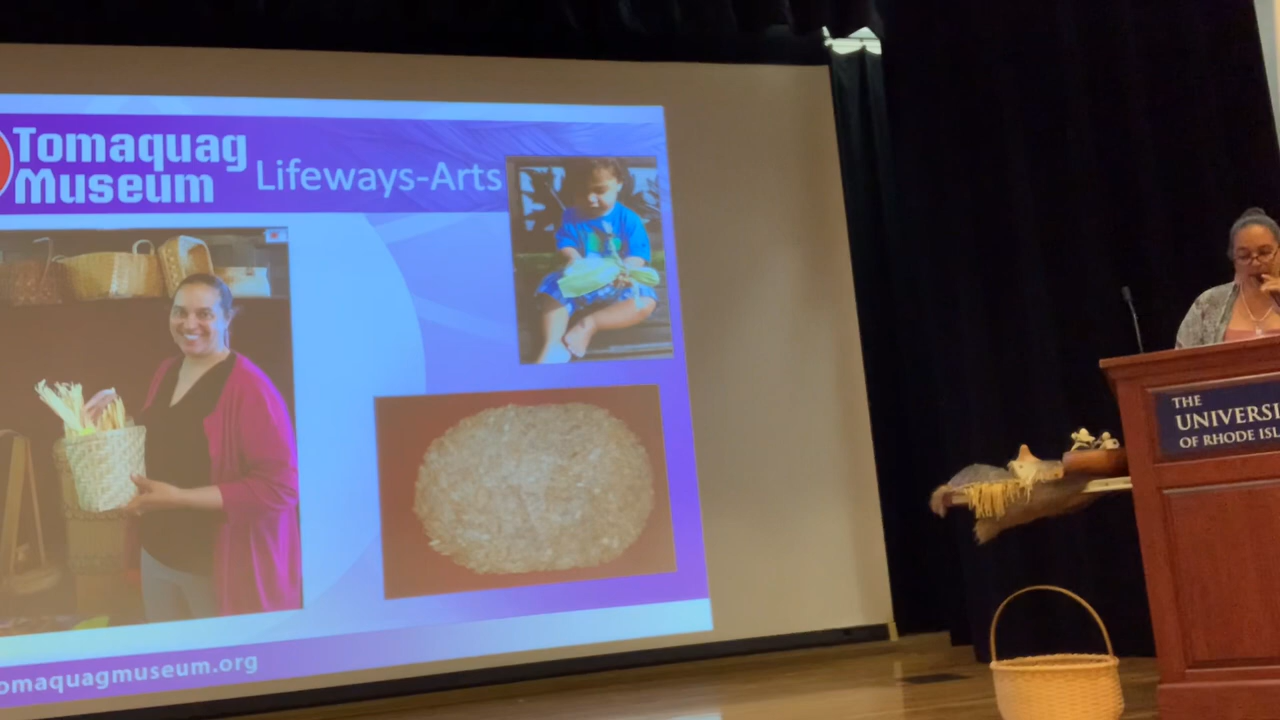 Tomaquag
Museum
Lifeways-Arts
omaquagmuseum.org
THE
UNIVERSI
OF RHODE ISL